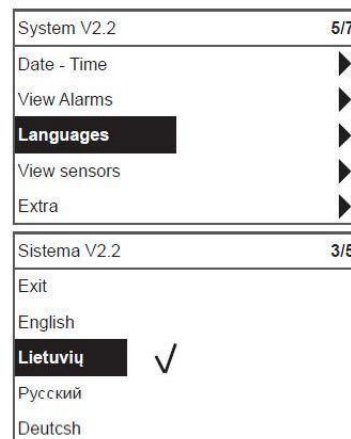 System V2.2 5/7
Date - Time
View Alarms
Languages
View sensors
Extra
Sistema V2.2 3/5
Exit
English
Lietuvių
Русский
Deutcsh